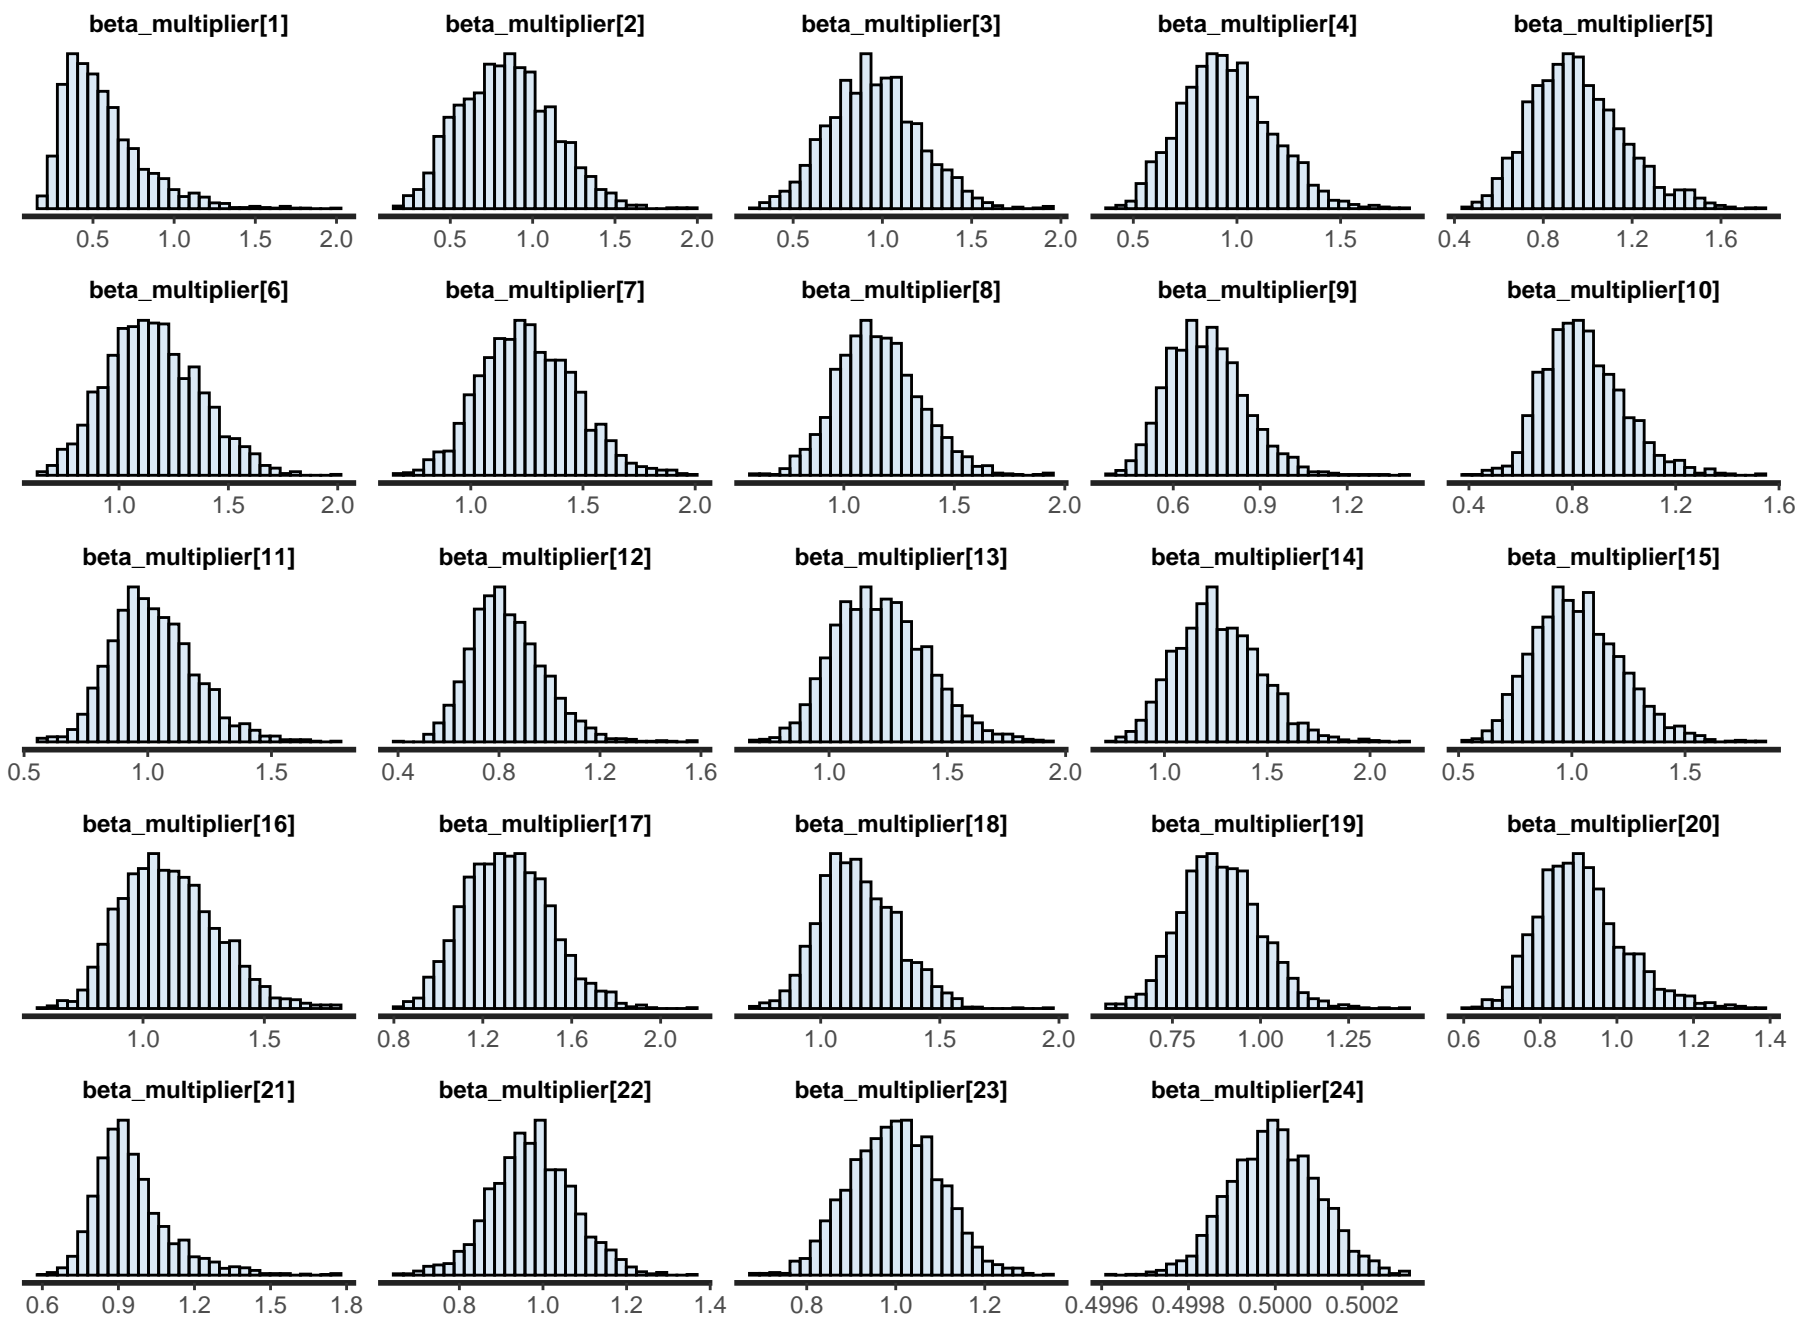 beta_multiplier[1] beta_multiplier[2] beta_multiplier[3] beta_multiplier[4] beta_multiplier[5]
0.5 1.0 1.5 2.0 0.5 1.0 1.5 2.0 0.5 1.0 1.5 2.0 0.5 1.0 1.5 0.4 0.8 1.2 1.6
beta_multiplier[6] beta_multiplier[7] beta_multiplier[8] beta_multiplier[9] beta_multiplier[10]
1.0 1.5 2.0 1.0 1.5 2.0 1.0 1.5 2.0 0.6 0.9 1.2 0.4 0.8 1.2 1.6
beta_multiplier[11] beta_multiplier[12] beta_multiplier[13] beta_multiplier[14] beta_multiplier[15]
0.5 1.0 1.5 0.4 0.8 1.2 1.6 1.0 1.5 2.0 1.0 1.5 2.0 0.5 1.0 1.5
beta_multiplier[16] beta_multiplier[17] beta_multiplier[18] beta_multiplier[19] beta_multiplier[20]
1.0 1.5 0.8 1.2 1.6 2.0 1.0 1.5 2.0 0.75 1.00 1.25 0.6 0.8 1.0 1.2 1.4
beta_multiplier[21] beta_multiplier[22] beta_multiplier[23] beta_multiplier[24]
0.6 0.9 1.2 1.5 1.8 0.8 1.0 1.2 1.4 0.8 1.0 1.2 0.4996 0.4998 0.5000 0.5002